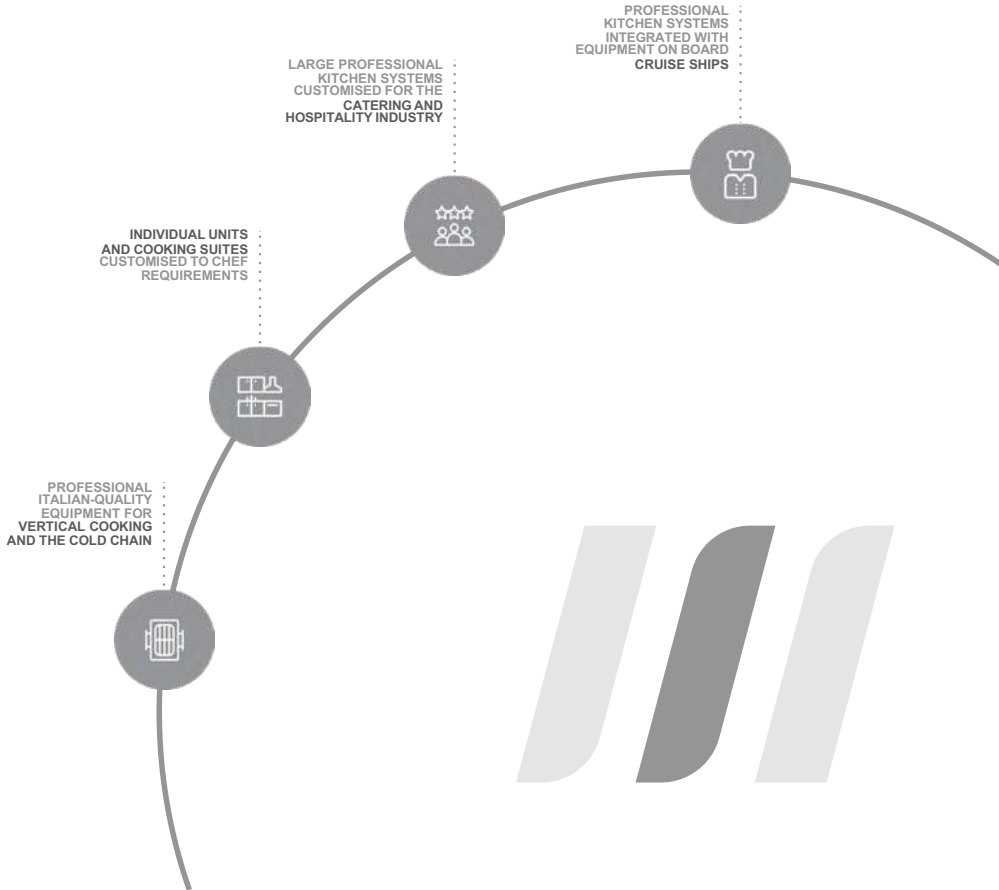 PROFESSIONAL
KITCHEN SYSTEMS
INTEGRATED WITH
EQUIPMENT ON BOARD
CRUISE SHIPS
LARGE PROFESSIONAL
KITCHEN SYSTEMS
CUSTOMISED FOR THE
CATERING AND
HOSPITALITY INDUSTRY
INDIVIDUAL UNITS
AND COOKING SUITES
CUSTOMISED TO CHEF
REQUIREMENTS
PROFESSIONAL
ITALIAN-QUALITY
EQUIPMENT FOR
VERTICAL COOKING
AND THE COLD CHAIN